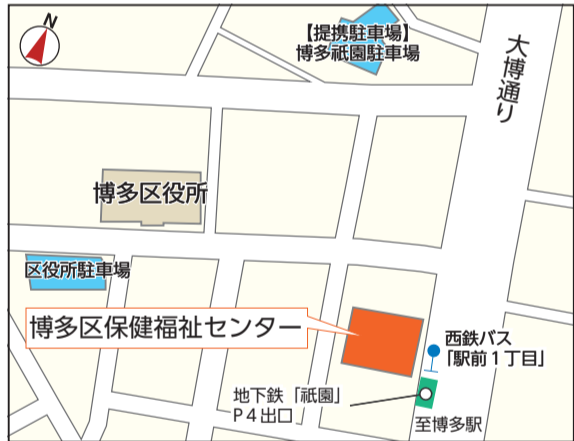 N
【提携駐車場】
博多祇園駐車場
大博通り
博多区役所
区役所駐車場
博多区保健福祉センター
西鉄バス
「駅前1丁目」
地下鉄「祇園」
P4出口
至博多駅